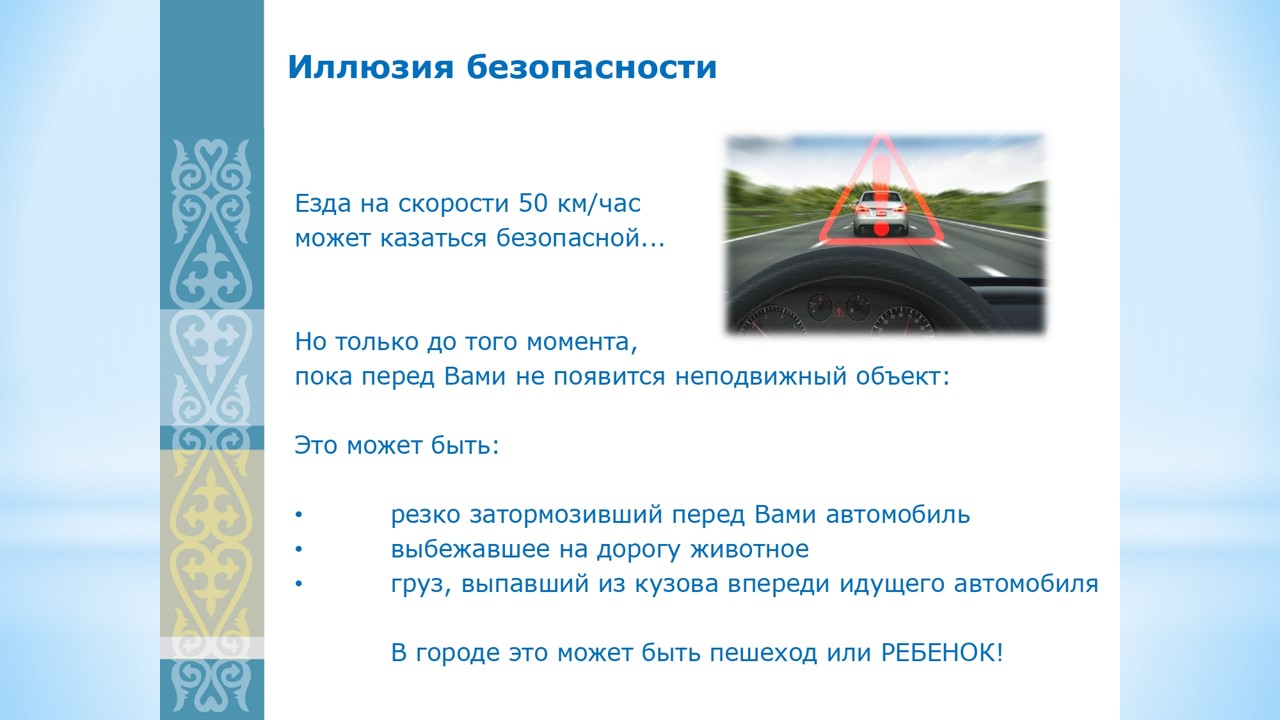 Иллюзия безопасности
Езда на скорости 50 км/час
может казаться безопасной...
Но только до того момента,
пока перед Вами не появится неподвижный объект:
Это может быть:
• резко затормозивший перед Вами автомобиль
• выбежавшее на дорогу животное
• груз, выпавший из кузова впереди идущего автомобиля
В городе это может быть пешеход или РЕБЕНОК!